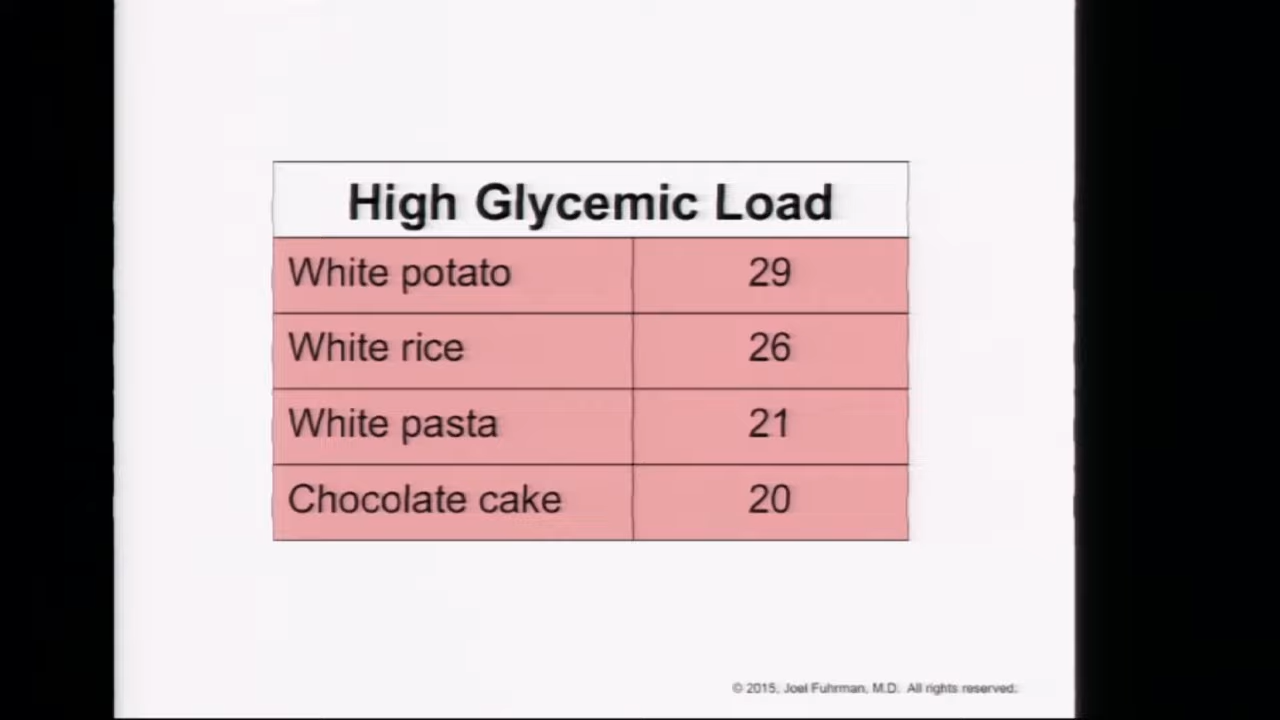 High Glycemic Load
White potato 29
White rice 26
White pasta 21
Chocolate cake 20
© 2015, Joel Fuhrman, M.D. All rights reserved.